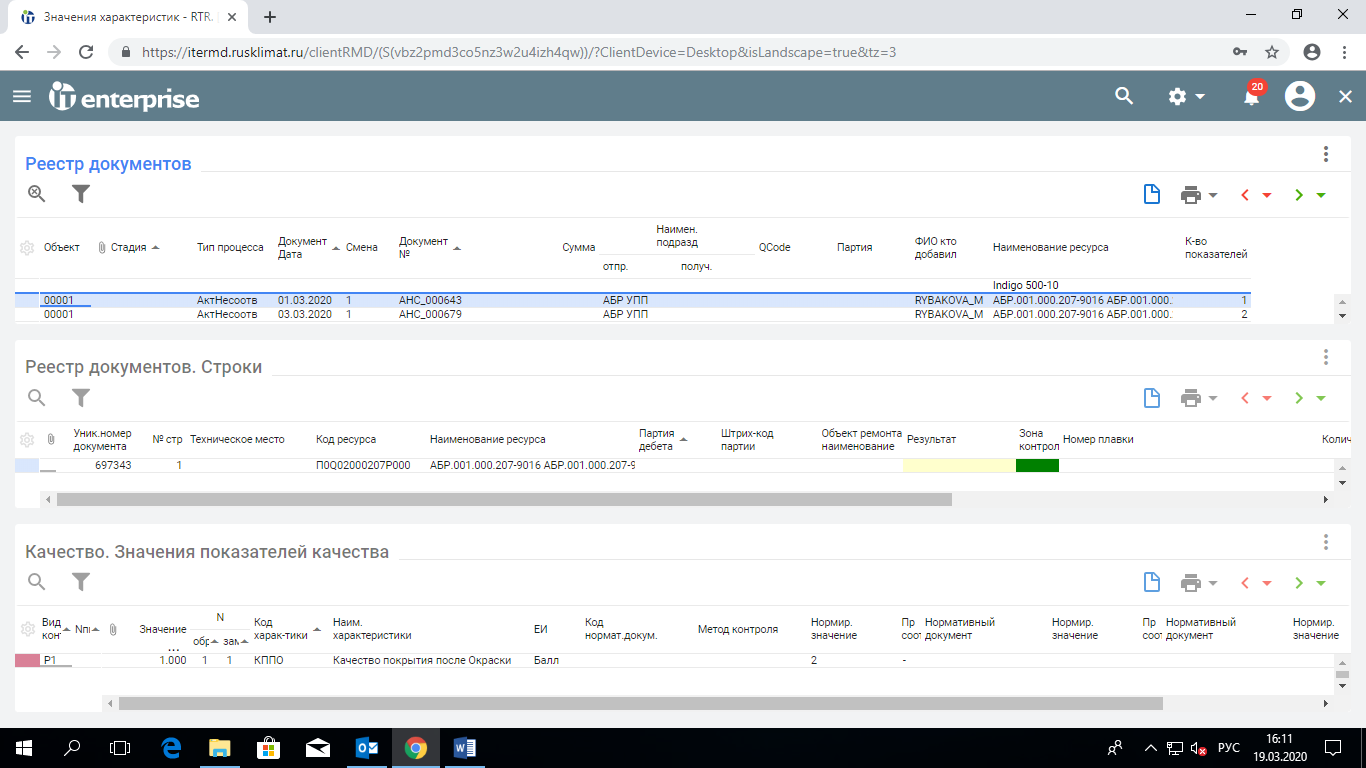 Значения характеристик - RTR.
https://itermd.rusklimat.ru/clientRMD/(S(vbz2pmd3co5nz3w2u4izh4qw))/?ClientDevice=Desktop&isLandscape=true&tz=3
it enterprise 20
Реестр документов
Объект Стадия Тип процесса Документ Дата Смена Документ № Сумма Наимен. подразд отпр. получ. QCode Партия ФИО кто добавил Наименование ресурса К-во показателей
Indigo 500-10
00001 АктНесоотв 01.03.2020 1 АНС_000643 АБР УПП RYBAKOVA_M АБР.001.000.207-9016 АБР.001.000. 1
00001 АктНесоотв 03.03.2020 1 АНС_000679 АБР УПП RYBAKOVA_M АБР.001.000.207-9016 АБР.001.000. 2
Реестр документов. Строки
Уник.номер документа № стр Техническое место Код ресурса Наименование ресурса Партия дебета Штрих-код партии Объект ремонта наименование Результат Зона контрол Номер плавки Колич
697343 1 П0Q02000207P000 АБР.001.000.207-9016 АБР.001.000.207-9
Качество. Значения показателей качества
Вид кон Nп Значение ... N обр зам Код харак-тики Наим. характеристики ЕИ Код нормат.докум. Метод контроля Нормир. значение Пр соот Нормативный документ Нормир. значение Пр соот Нормативный документ Нормир. значение
P1 1.000 1 1 КППО Качество покрытия после Окраски Балл 2 -
РУС
16:11
19.03.2020